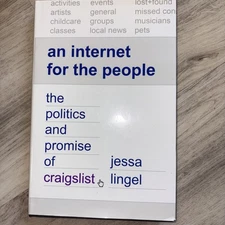 activities events lost+found
artists general missed con
childcare groups musicians
classes local news pets
an internet
for the people
the
politics
and
promise
of jessa
craigslist lingel